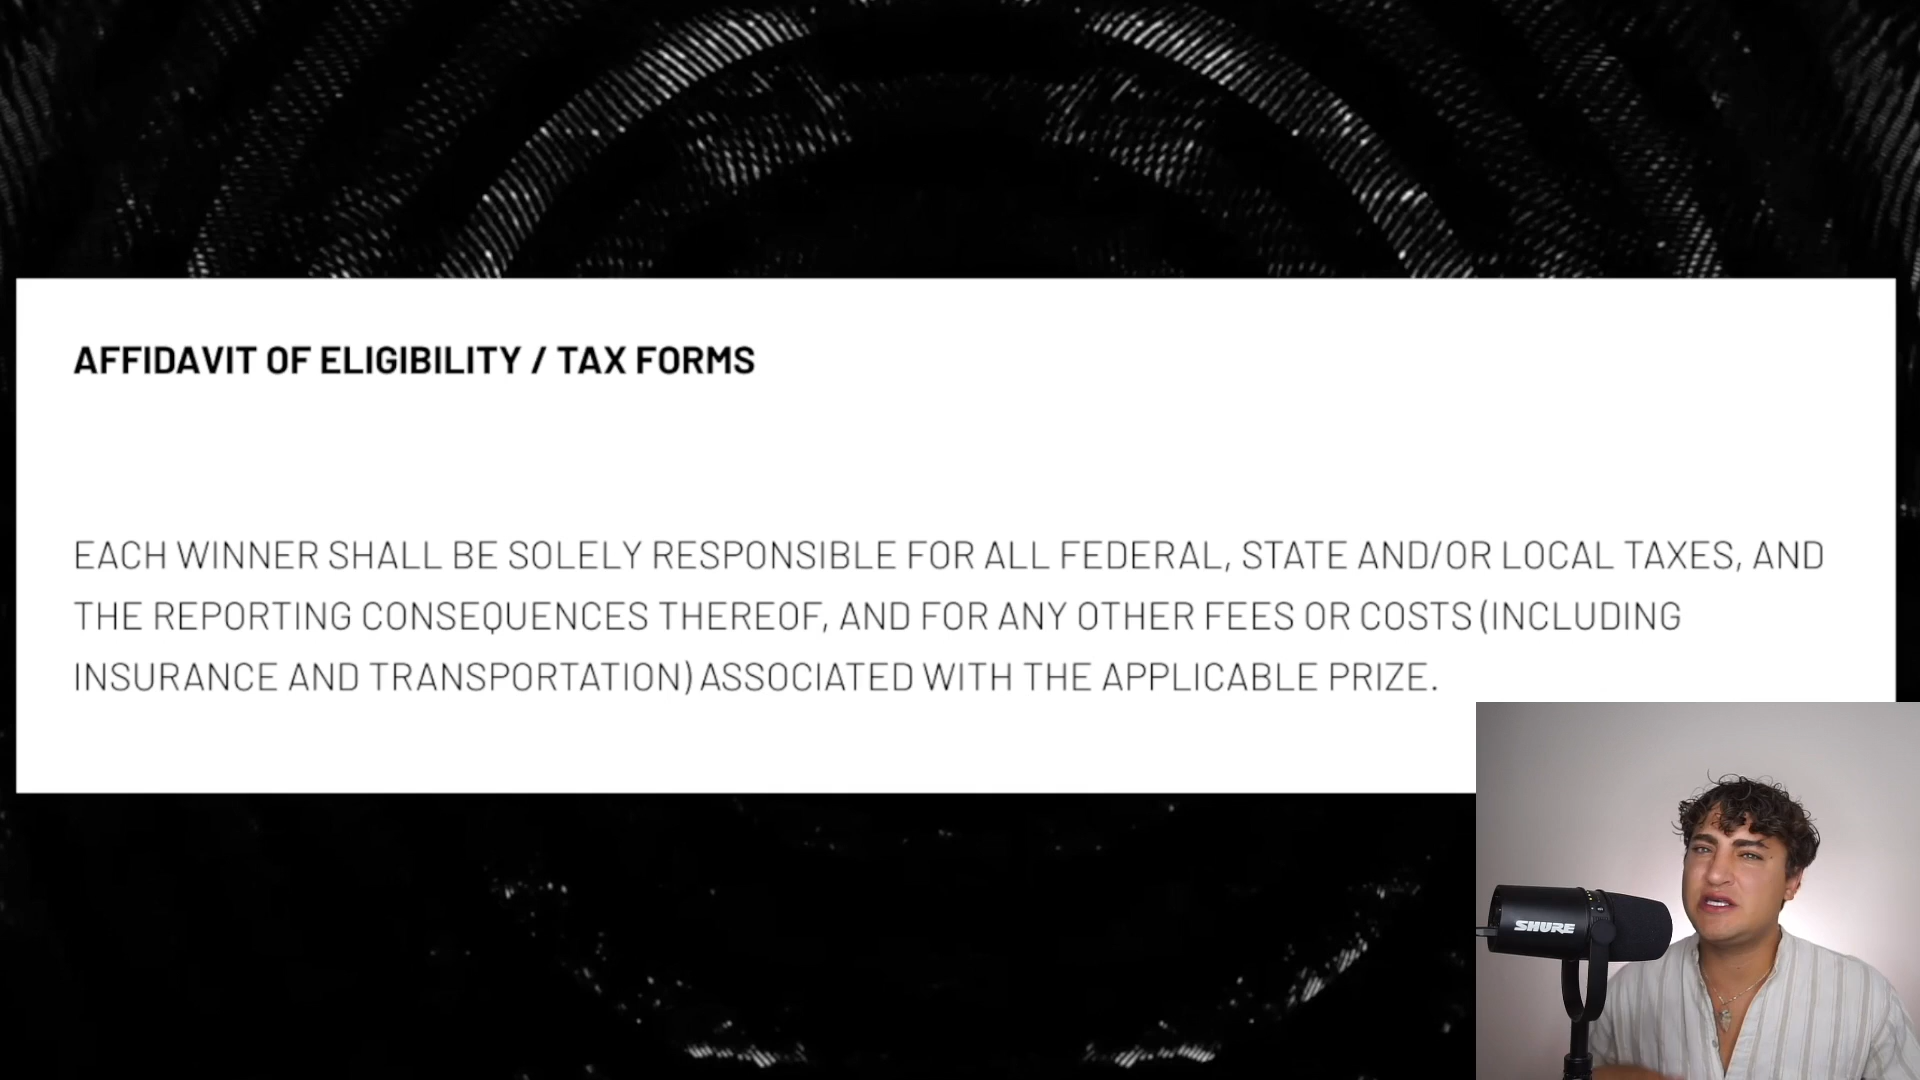 AFFIDAVIT OF ELIGIBILITY / TAX FORMS
EACH WINNER SHALL BE SOLELY RESPONSIBLE FOR ALL FEDERAL, STATE AND/OR LOCAL TAXES, AND
THE REPORTING CONSEQUENCES THEREOF, AND FOR ANY OTHER FEES OR COSTS (INCLUDING
INSURANCE AND TRANSPORTATION) ASSOCIATED WITH THE APPLICABLE PRIZE.
SHURE